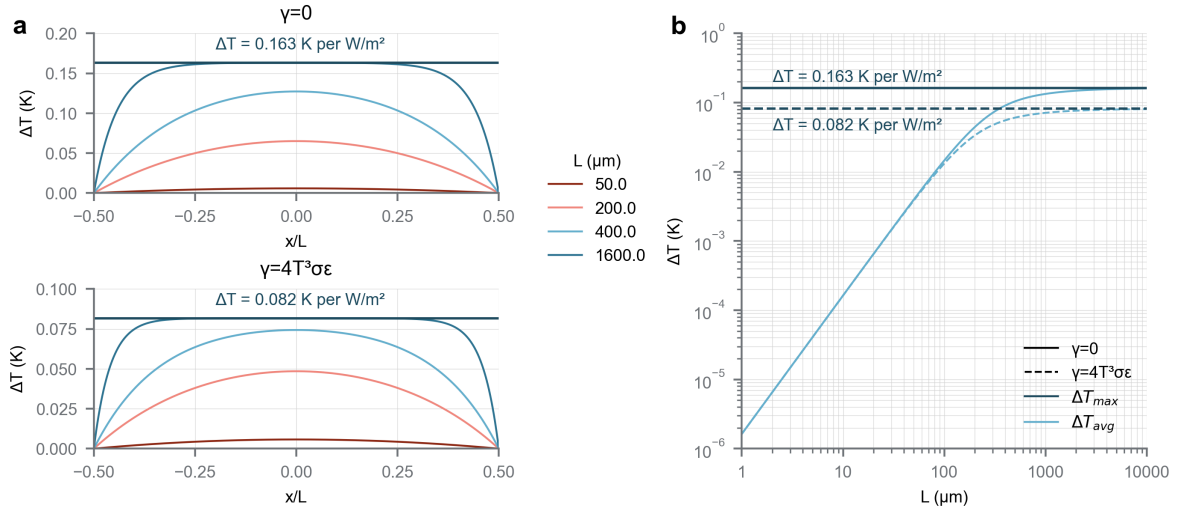 a
γ=0
ΔT = 0.163 K per W/m²
0.20
0.15
0.10
0.05
0.00
ΔT (K)
−0.50
−0.25
0.00
0.25
0.50
x/L
γ=4T³σε
ΔT = 0.082 K per W/m²
0.100
0.075
0.050
0.025
0.000
ΔT (K)
−0.50
−0.25
0.00
0.25
0.50
x/L
L (μm)
50.0
200.0
400.0
1600.0
b
10⁰
10⁻¹
10⁻²
10⁻³
10⁻⁴
10⁻⁵
10⁻⁶
ΔT (K)
ΔT = 0.163 K per W/m²
ΔT = 0.082 K per W/m²
γ=0
γ=4T³σε
ΔTmax
ΔTavg
1
10
100
1000
10000
L (μm)